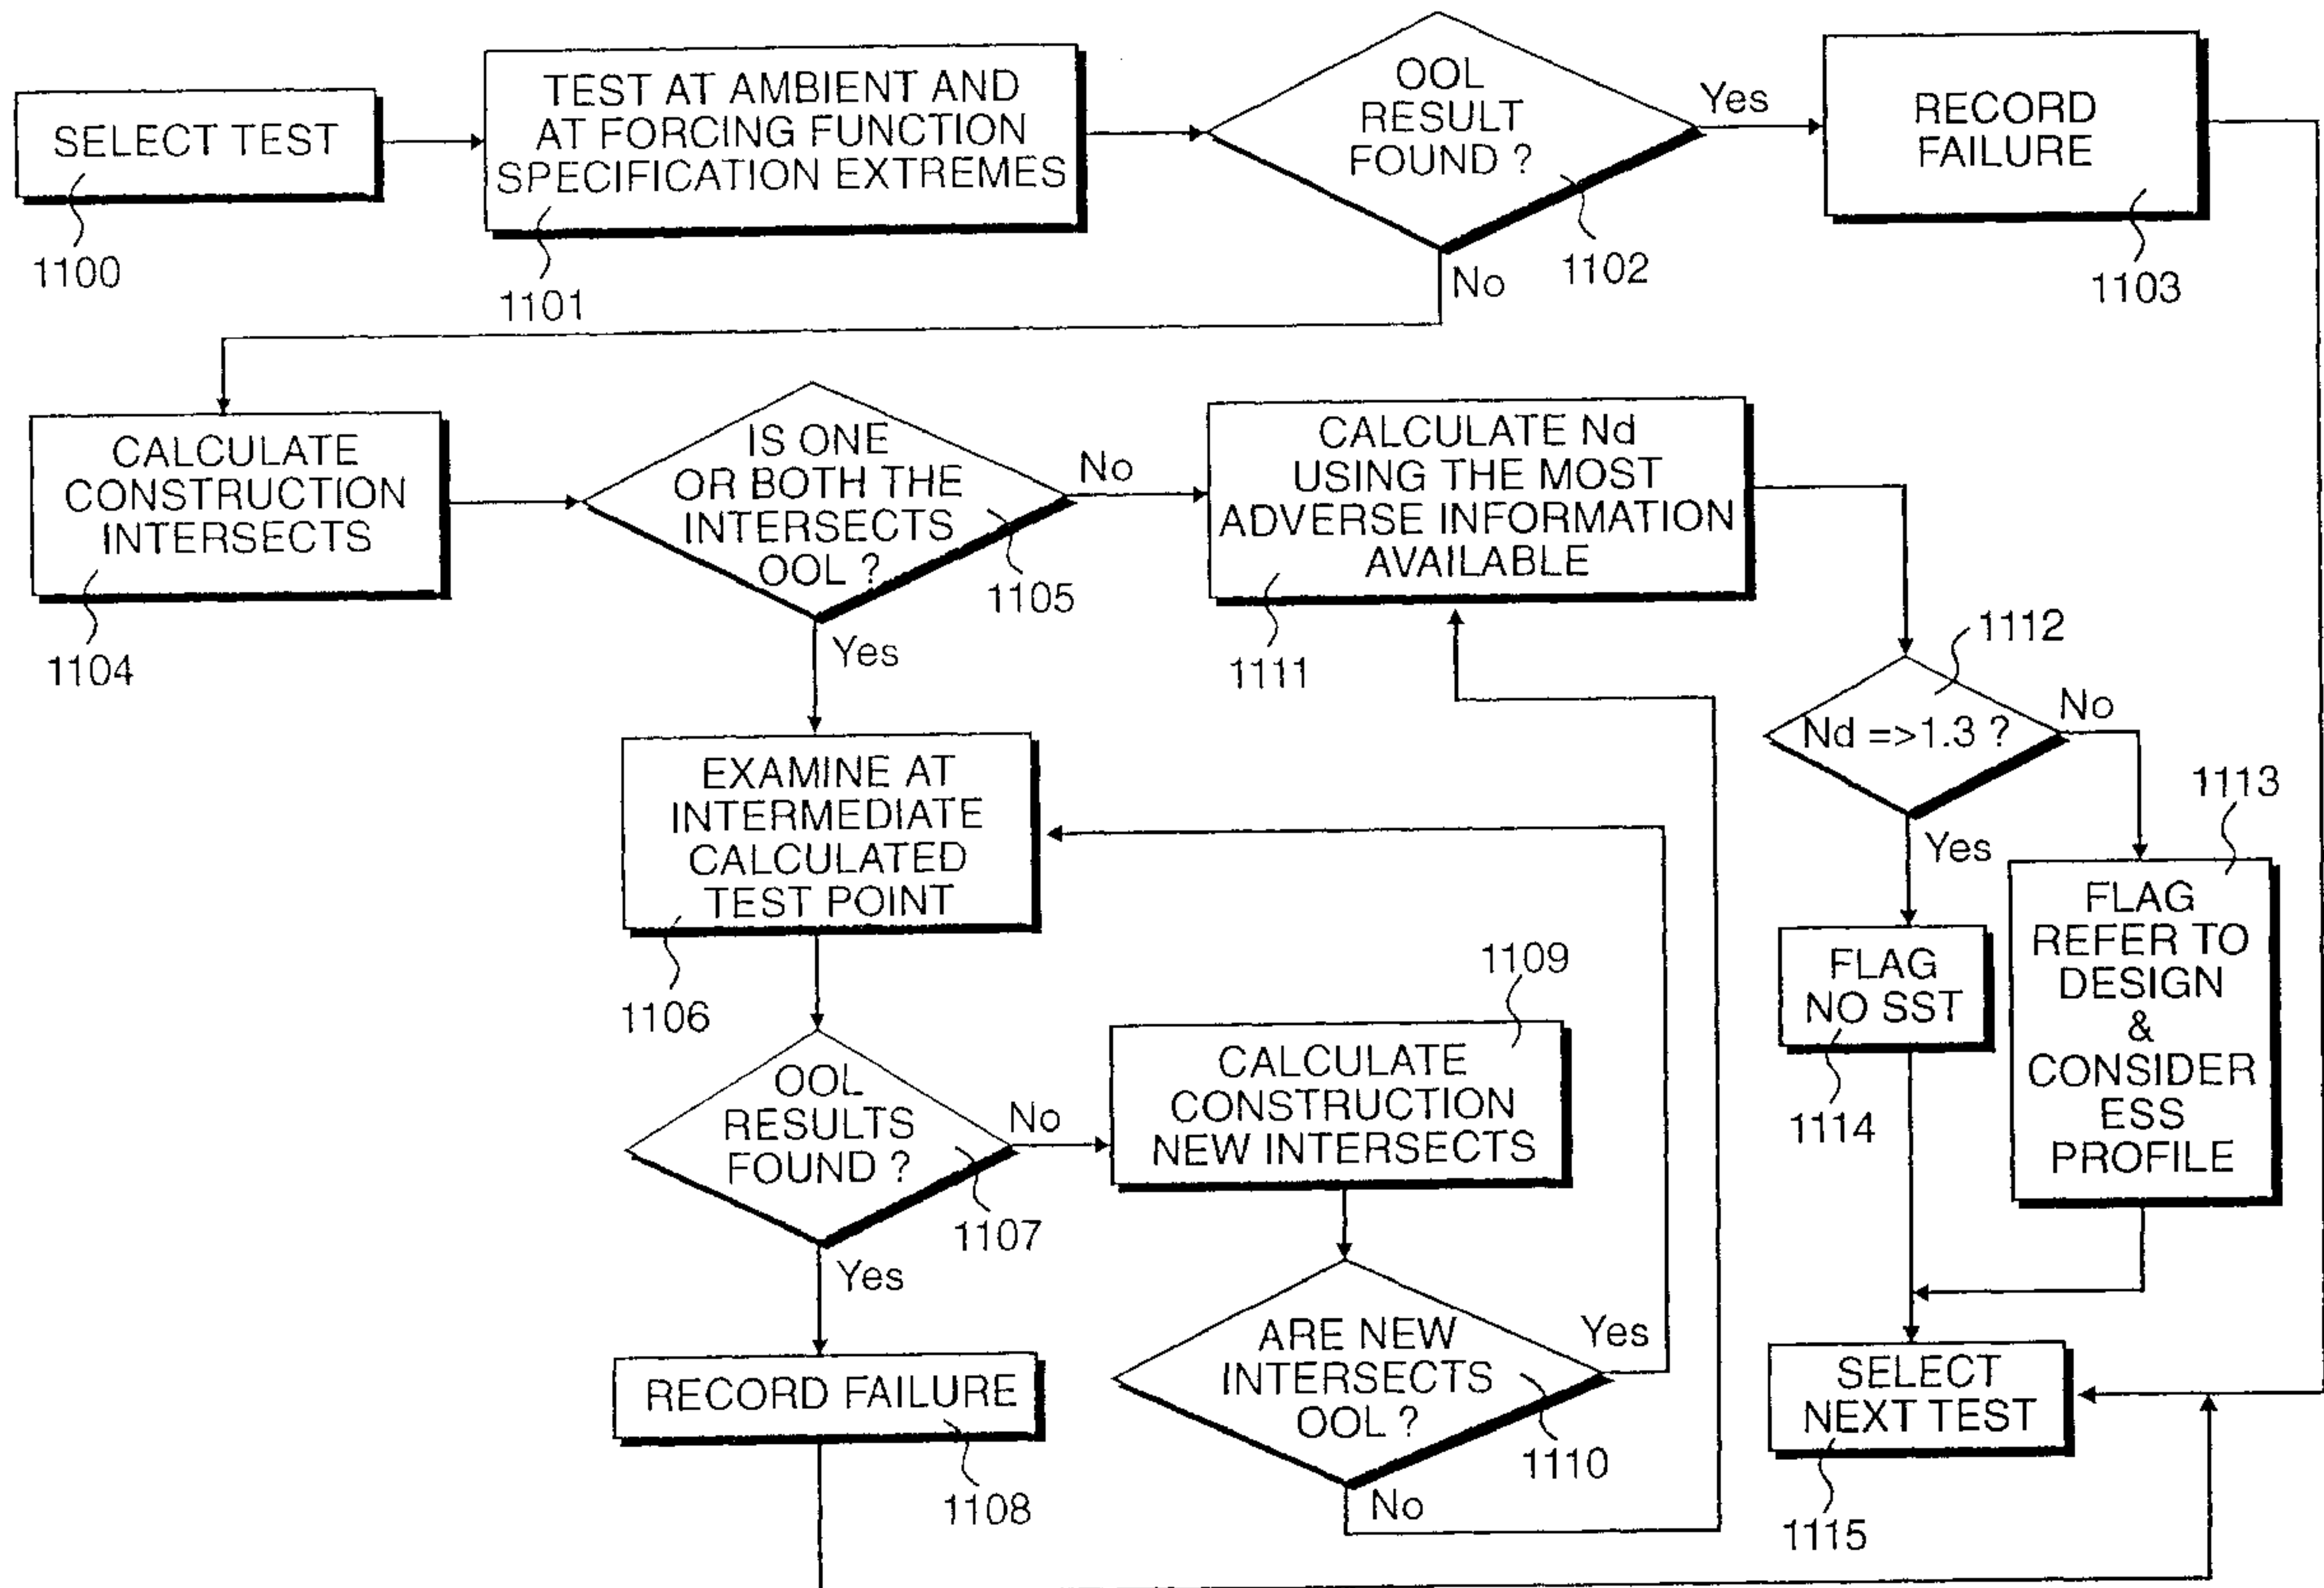 SELECT TEST
1100
TEST AT AMBIENT AND
AT FORCING FUNCTION
SPECIFICATION EXTREMES
1101
OOL
RESULT
FOUND ?
1102
Yes
No
RECORD
FAILURE
1103
CALCULATE
CONSTRUCTION
INTERSECTS
1104
IS ONE
OR BOTH THE
INTERSECTS
OOL ?
1105
No
Yes
CALCULATE Nd
USING THE MOST
ADVERSE INFORMATION
AVAILABLE
1111
1112
Nd =>1.3 ?
No
Yes
1113
FLAG
REFER TO
DESIGN
&
CONSIDER
ESS
PROFILE
FLAG
NO SST
1114
EXAMINE AT
INTERMEDIATE
CALCULATED
TEST POINT
1106
OOL
RESULTS
FOUND ?
1107
No
Yes
1109
CALCULATE
CONSTRUCTION
NEW INTERSECTS
ARE NEW
INTERSECTS
OOL ?
1110
Yes
No
RECORD FAILURE
1108
SELECT
NEXT TEST
1115